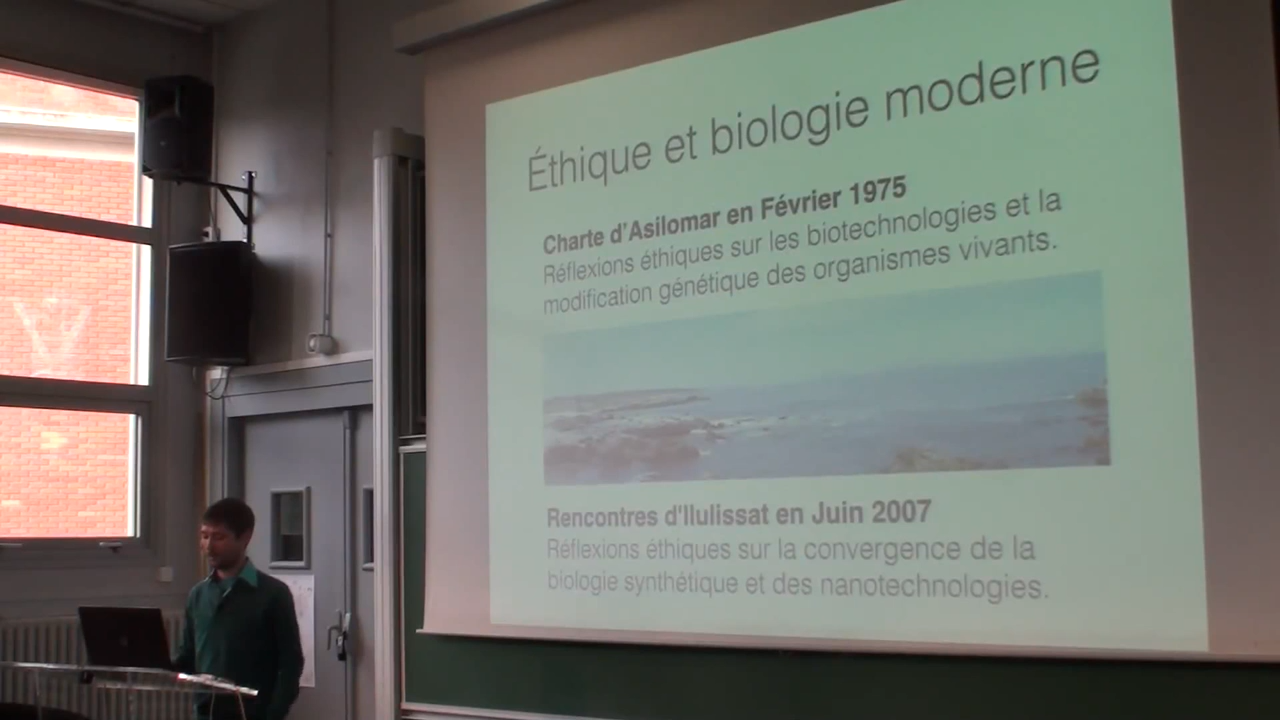 Éthique et biologie moderne
Charte d'Asilomar en Février 1975
Réflexions éthiques sur les biotechnologies et la
modification génétique des organismes vivants.
Rencontres d'Ilulissat en Juin 2007
Réflexions éthiques sur la convergence de la
biologie synthétique et des nanotechnologies.